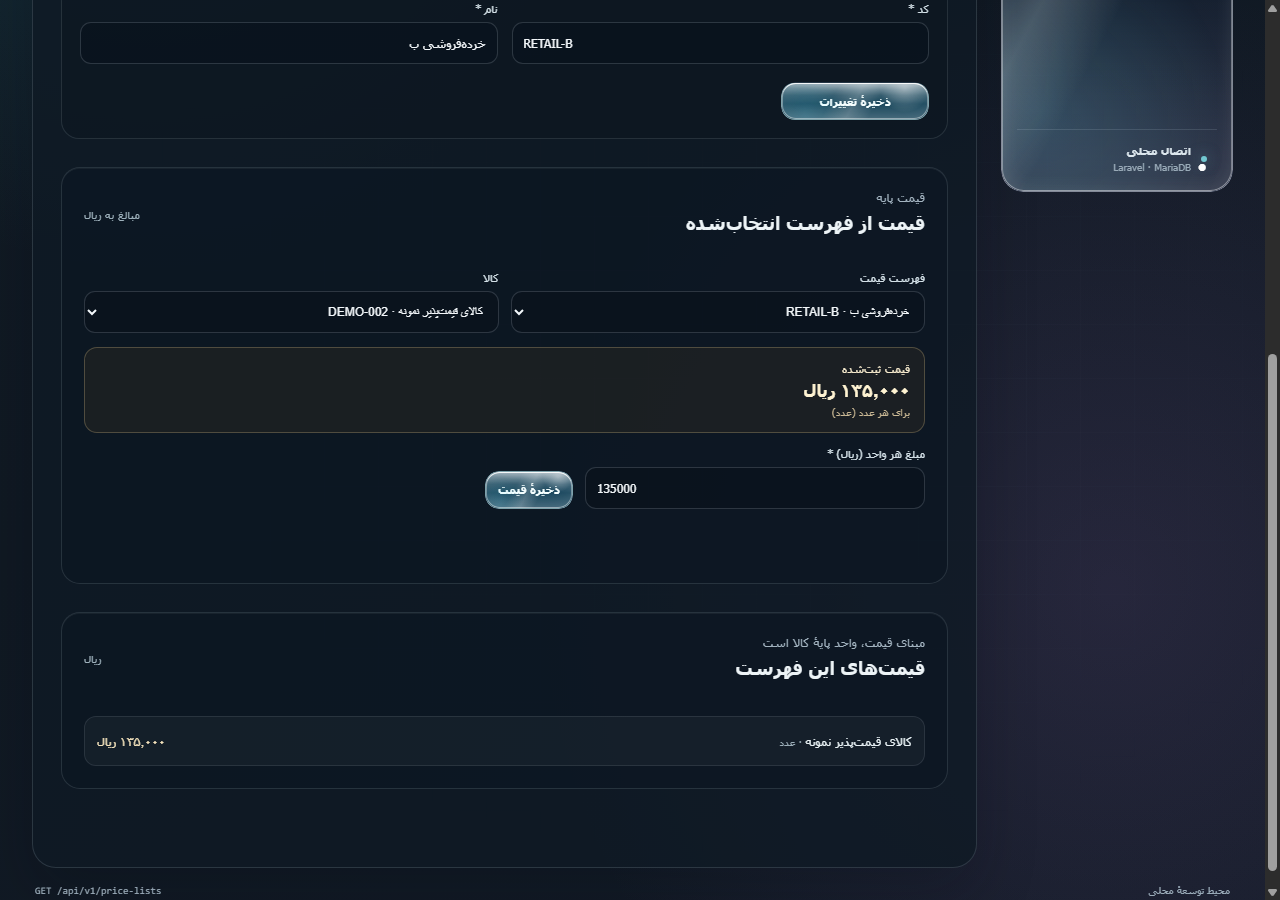 کد *
نام *
RETAIL-B
خرده‌فروشی ب
ذخیرهٔ تغییرات
اتصال محلی
Laravel · MariaDB
قیمت پایه
قیمت از فهرست انتخاب‌شده
مبالغ به ریال
فهرست قیمت
کالا
خرده‌فروشی ب · RETAIL-B
کالای قیمت‌پذیر نمونه · DEMO-002
قیمت ثبت‌شده
۱۳۵٬۰۰۰ ریال
برای هر عدد (عدد)
مبلغ هر واحد (ریال) *
135000
ذخیرهٔ قیمت
مبنای قیمت، واحد پایهٔ کالا است
قیمت‌های این فهرست
ریال
کالای قیمت‌پذیر نمونه · عدد
۱۳۵٬۰۰۰ ریال
محیط توسعهٔ محلی
GET /api/v1/price-lists